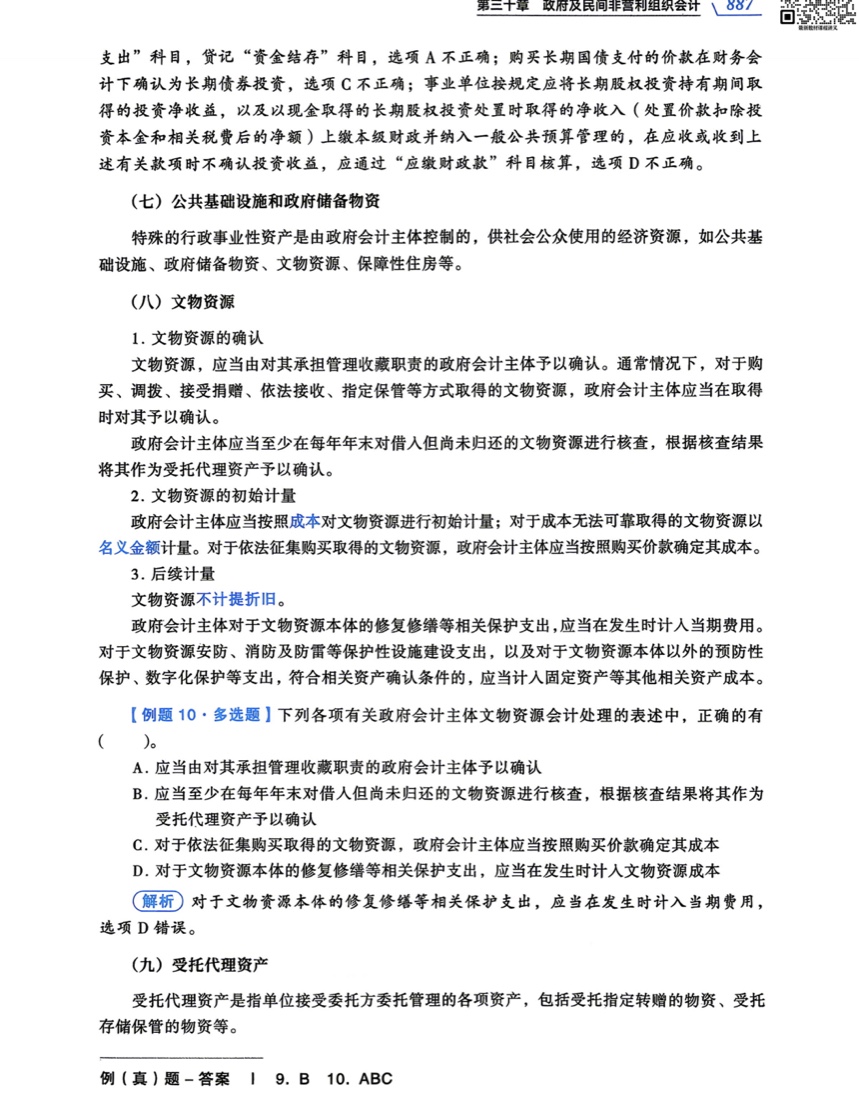 第三十章 政府及民间非营利组织会计 887
支出”科目，贷记“资金结存”科目，选项 A 不正确；购买长期国债支付的价款在财务会
计下确认为长期债券投资，选项 C 不正确；事业单位按规定应将长期股权投资持有期间取
得的投资净收益，以及以现金取得的长期股权投资处置时取得的净收入（处置价款扣除投
资本金和相关税费后的净额）上缴本级财政并纳入一般公共预算管理的，在应收或收到上
述有关款项时不确认投资收益，应通过“应缴财政款”科目核算，选项 D 不正确。
（七）公共基础设施和政府储备物资
特殊的行政事业性资产是由政府会计主体控制的，供社会公众使用的经济资源，如公共基
础设施、政府储备物资、文物资源、保障性住房等。
（八）文物资源
1. 文物资源的确认
文物资源，应当由对其承担管理收藏职责的政府会计主体予以确认。通常情况下，对于购
买、调拨、接受捐赠、依法接收、指定保管等方式取得的文物资源，政府会计主体应当在取得
时对其予以确认。
政府会计主体应当至少在每年年末对借入但尚未归还的文物资源进行核查，根据核查结果
将其作为受托代理资产予以确认。
2. 文物资源的初始计量
政府会计主体应当按照成本对文物资源进行初始计量；对于成本无法可靠取得的文物资源以
名义金额计量。对于依法征集购买取得的文物资源，政府会计主体应当按照购买价款确定其成本。
3. 后续计量
文物资源不计提折旧。
政府会计主体对于文物资源本体的修复修缮等相关保护支出，应当在发生时计入当期费用。
对于文物资源安防、消防及防雷等保护性设施建设支出，以及对于文物资源本体以外的预防性
保护、数字化保护等支出，符合相关资产确认条件的，应当计入固定资产等其他相关资产成本。
【例题 10·多选题】下列各项有关政府会计主体文物资源会计处理的表述中，正确的有
（ ）。
A. 应当由对其承担管理收藏职责的政府会计主体予以确认
B. 应当至少在每年年末对借入但尚未归还的文物资源进行核查，根据核查结果将其作为
受托代理资产予以确认
C. 对于依法征集购买取得的文物资源，政府会计主体应当按照购买价款确定其成本
D. 对于文物资源本体的修复修缮等相关保护支出，应当在发生时计入文物资源成本
解析 对于文物资源本体的修复修缮等相关保护支出，应当在发生时计入当期费用，
选项 D 错误。
（九）受托代理资产
受托代理资产是指单位接受委托方委托管理的各项资产，包括受托指定转赠的物资、受托
存储保管的物资等。
例（真）题－答案 | 9. B 10. ABC